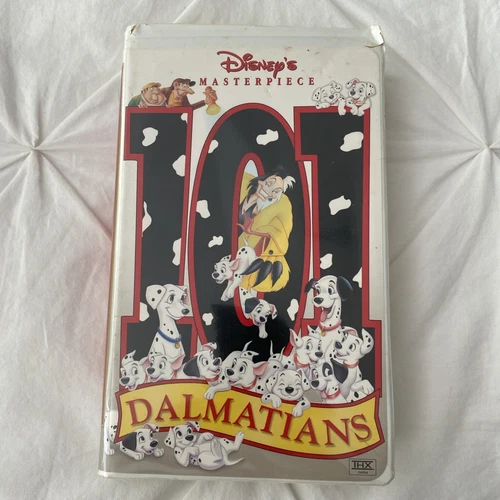 Disney's
MASTERPIECE
101
DALMATIANS
THX